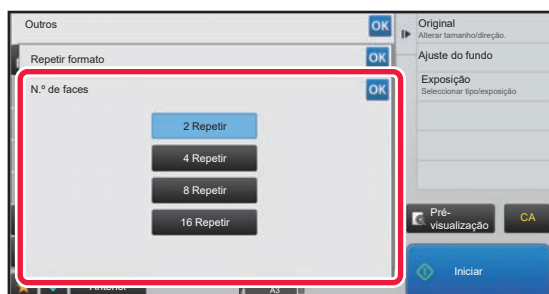 Outros
OK
Repetir formato
OK
N.º de faces
OK
2 Repetir
4 Repetir
8 Repetir
16 Repetir
Anterior
A3
Original
Alterar tamanho/direção.
Ajuste do fundo
Exposição
Seleccionar tipo/exposição
Pré-
visualização
CA
Iniciar